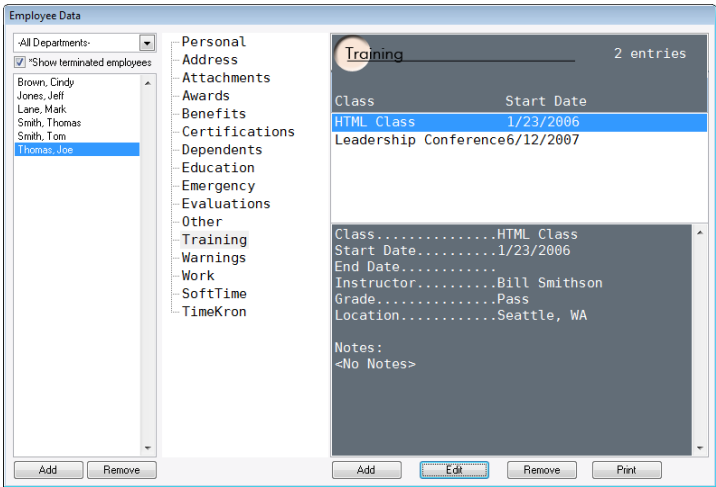 Employee Data
-All Departments-
*Show terminated employees
Brown, Cindy
Jones, Jeff
Lane, Mark
Smith, Thomas
Smith, Tom
Thomas, Joe
Add
Remove
Personal
Address
Attachments
Awards
Benefits
Certifications
Dependents
Education
Emergency
Evaluations
Other
Training
Warnings
Work
SoftTime
TimeKron
Training
2 entries
Class Start Date
HTML Class 1/23/2006
Leadership Conference6/12/2007
Class...............HTML Class
Start Date..........1/23/2006
End Date............
Instructor..........Bill Smithson
Grade...............Pass
Location............Seattle, WA
Notes:
<No Notes>
Add
Edit
Remove
Print